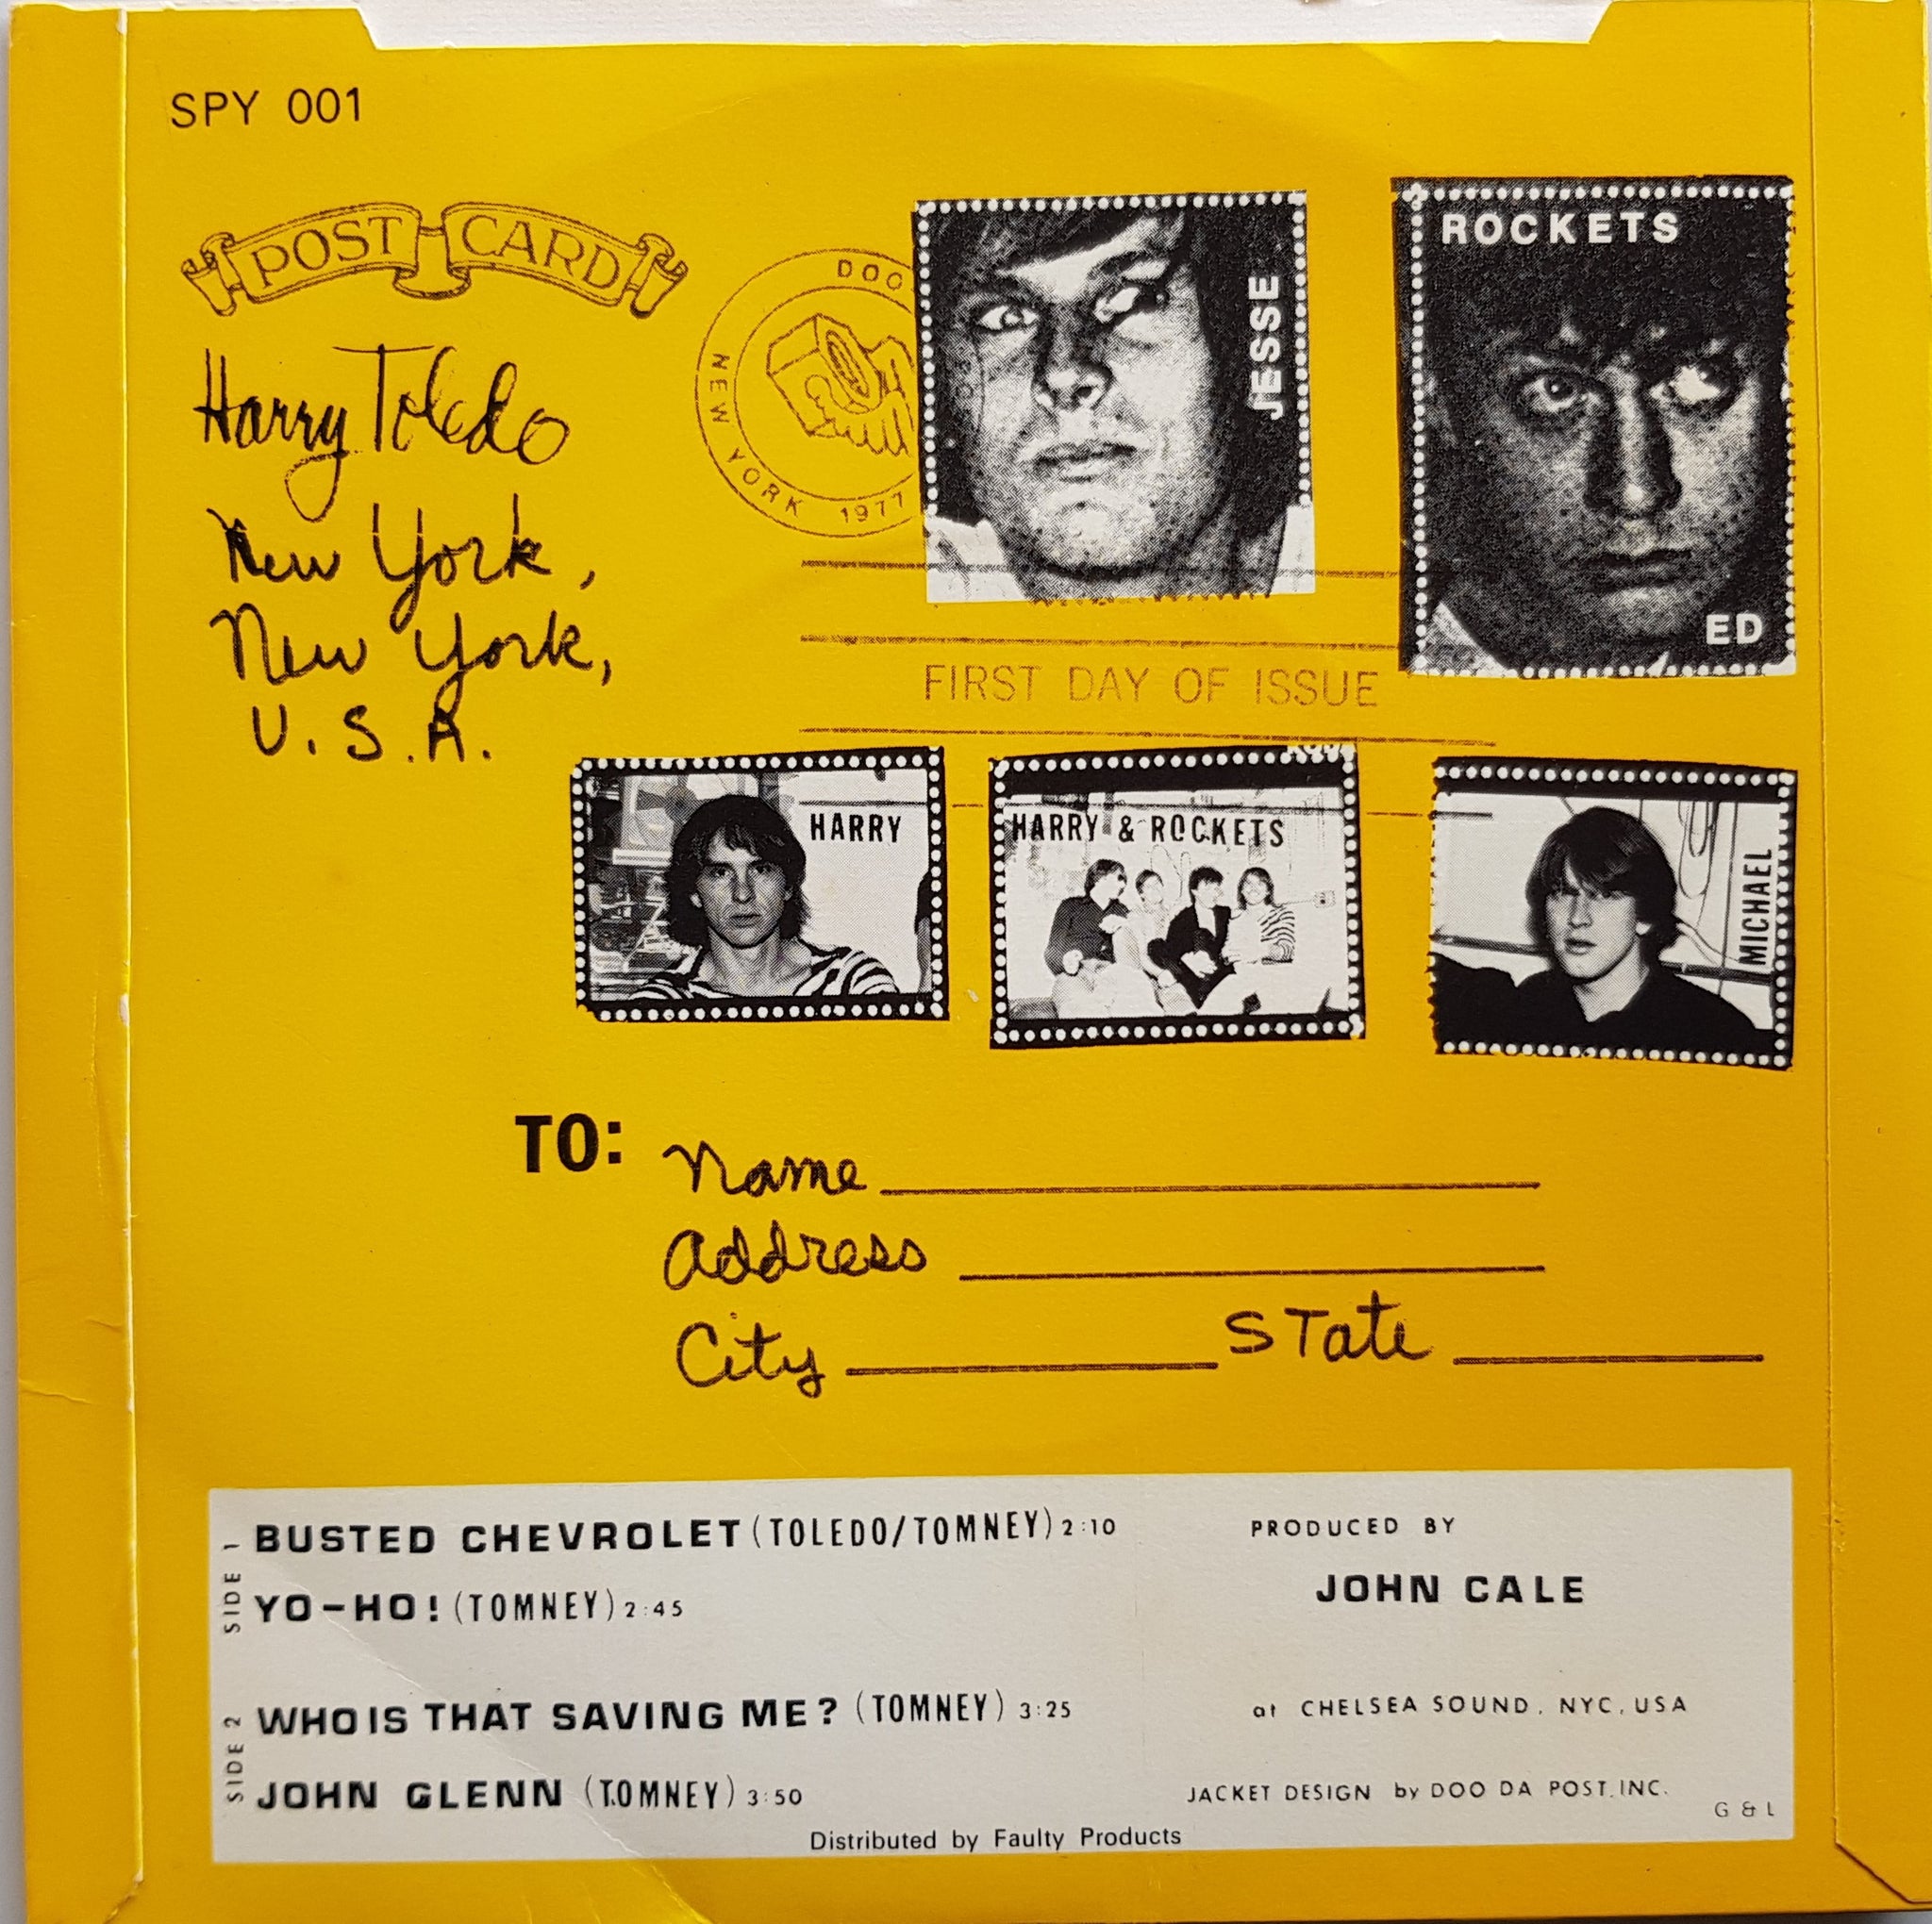 SPY 001
POST CARD
Harry Toledo
New York,
New York,
U.S.A.
DOO
NEW YORK 1977
JESSE
ROCKETS
ED
FIRST DAY OF ISSUE
HARRY
HARRY & ROCKETS
MICHAEL
TO:
Name
Address
City State
SIDE 1
BUSTED CHEVROLET (TOLEDO/TOMNEY) 2:10
YO-HO! (TOMNEY) 2:45
SIDE 2
WHO IS THAT SAVING ME? (TOMNEY) 3:25
JOHN GLENN (TOMNEY) 3:50
PRODUCED BY
JOHN CALE
at CHELSEA SOUND, NYC, USA
JACKET DESIGN by DOO DA POST, INC.
G & L
Distributed by Faulty Products